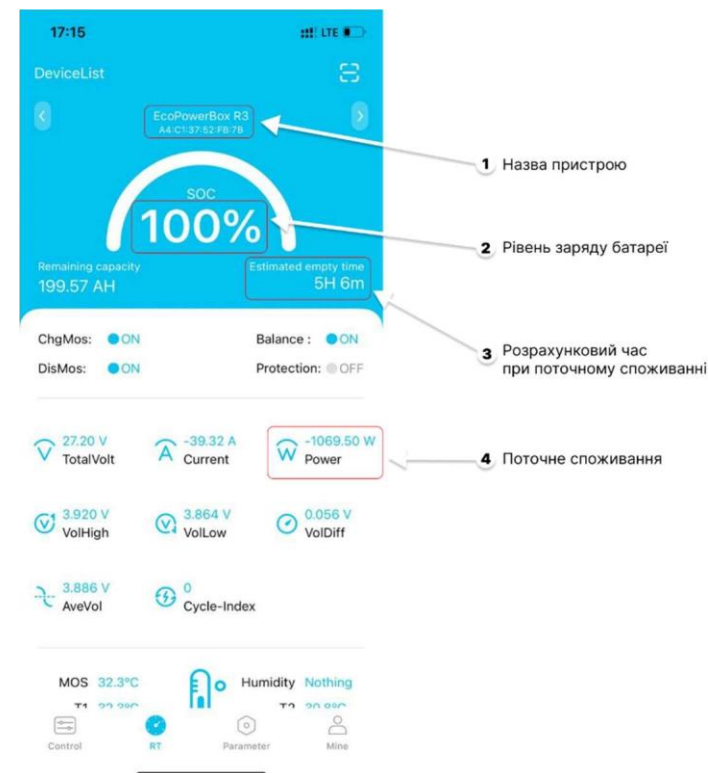 17:15
LTE
DeviceList
EcoPowerBox R3
A4:C1:37:52:FB:7B
1 Назва пристрою
SOC
100%
2 Рівень заряду батареї
Remaining capacity
199.57 AH
Estimated empty time
5H 6m
3 Розрахунковий час
при поточному споживанні
ChgMos: ON
Balance : ON
DisMos: ON
Protection: OFF
V 27.20 V
TotalVolt
A -39.32 A
Current
W -1069.50 W
Power
4 Поточне споживання
V 3.920 V
VolHigh
V 3.864 V
VolLow
0.056 V
VolDiff
3.886 V
AveVol
0
Cycle-Index
MOS 32.3°C
Humidity Nothing
T1
T2
Control
RT
Parameter
Mine